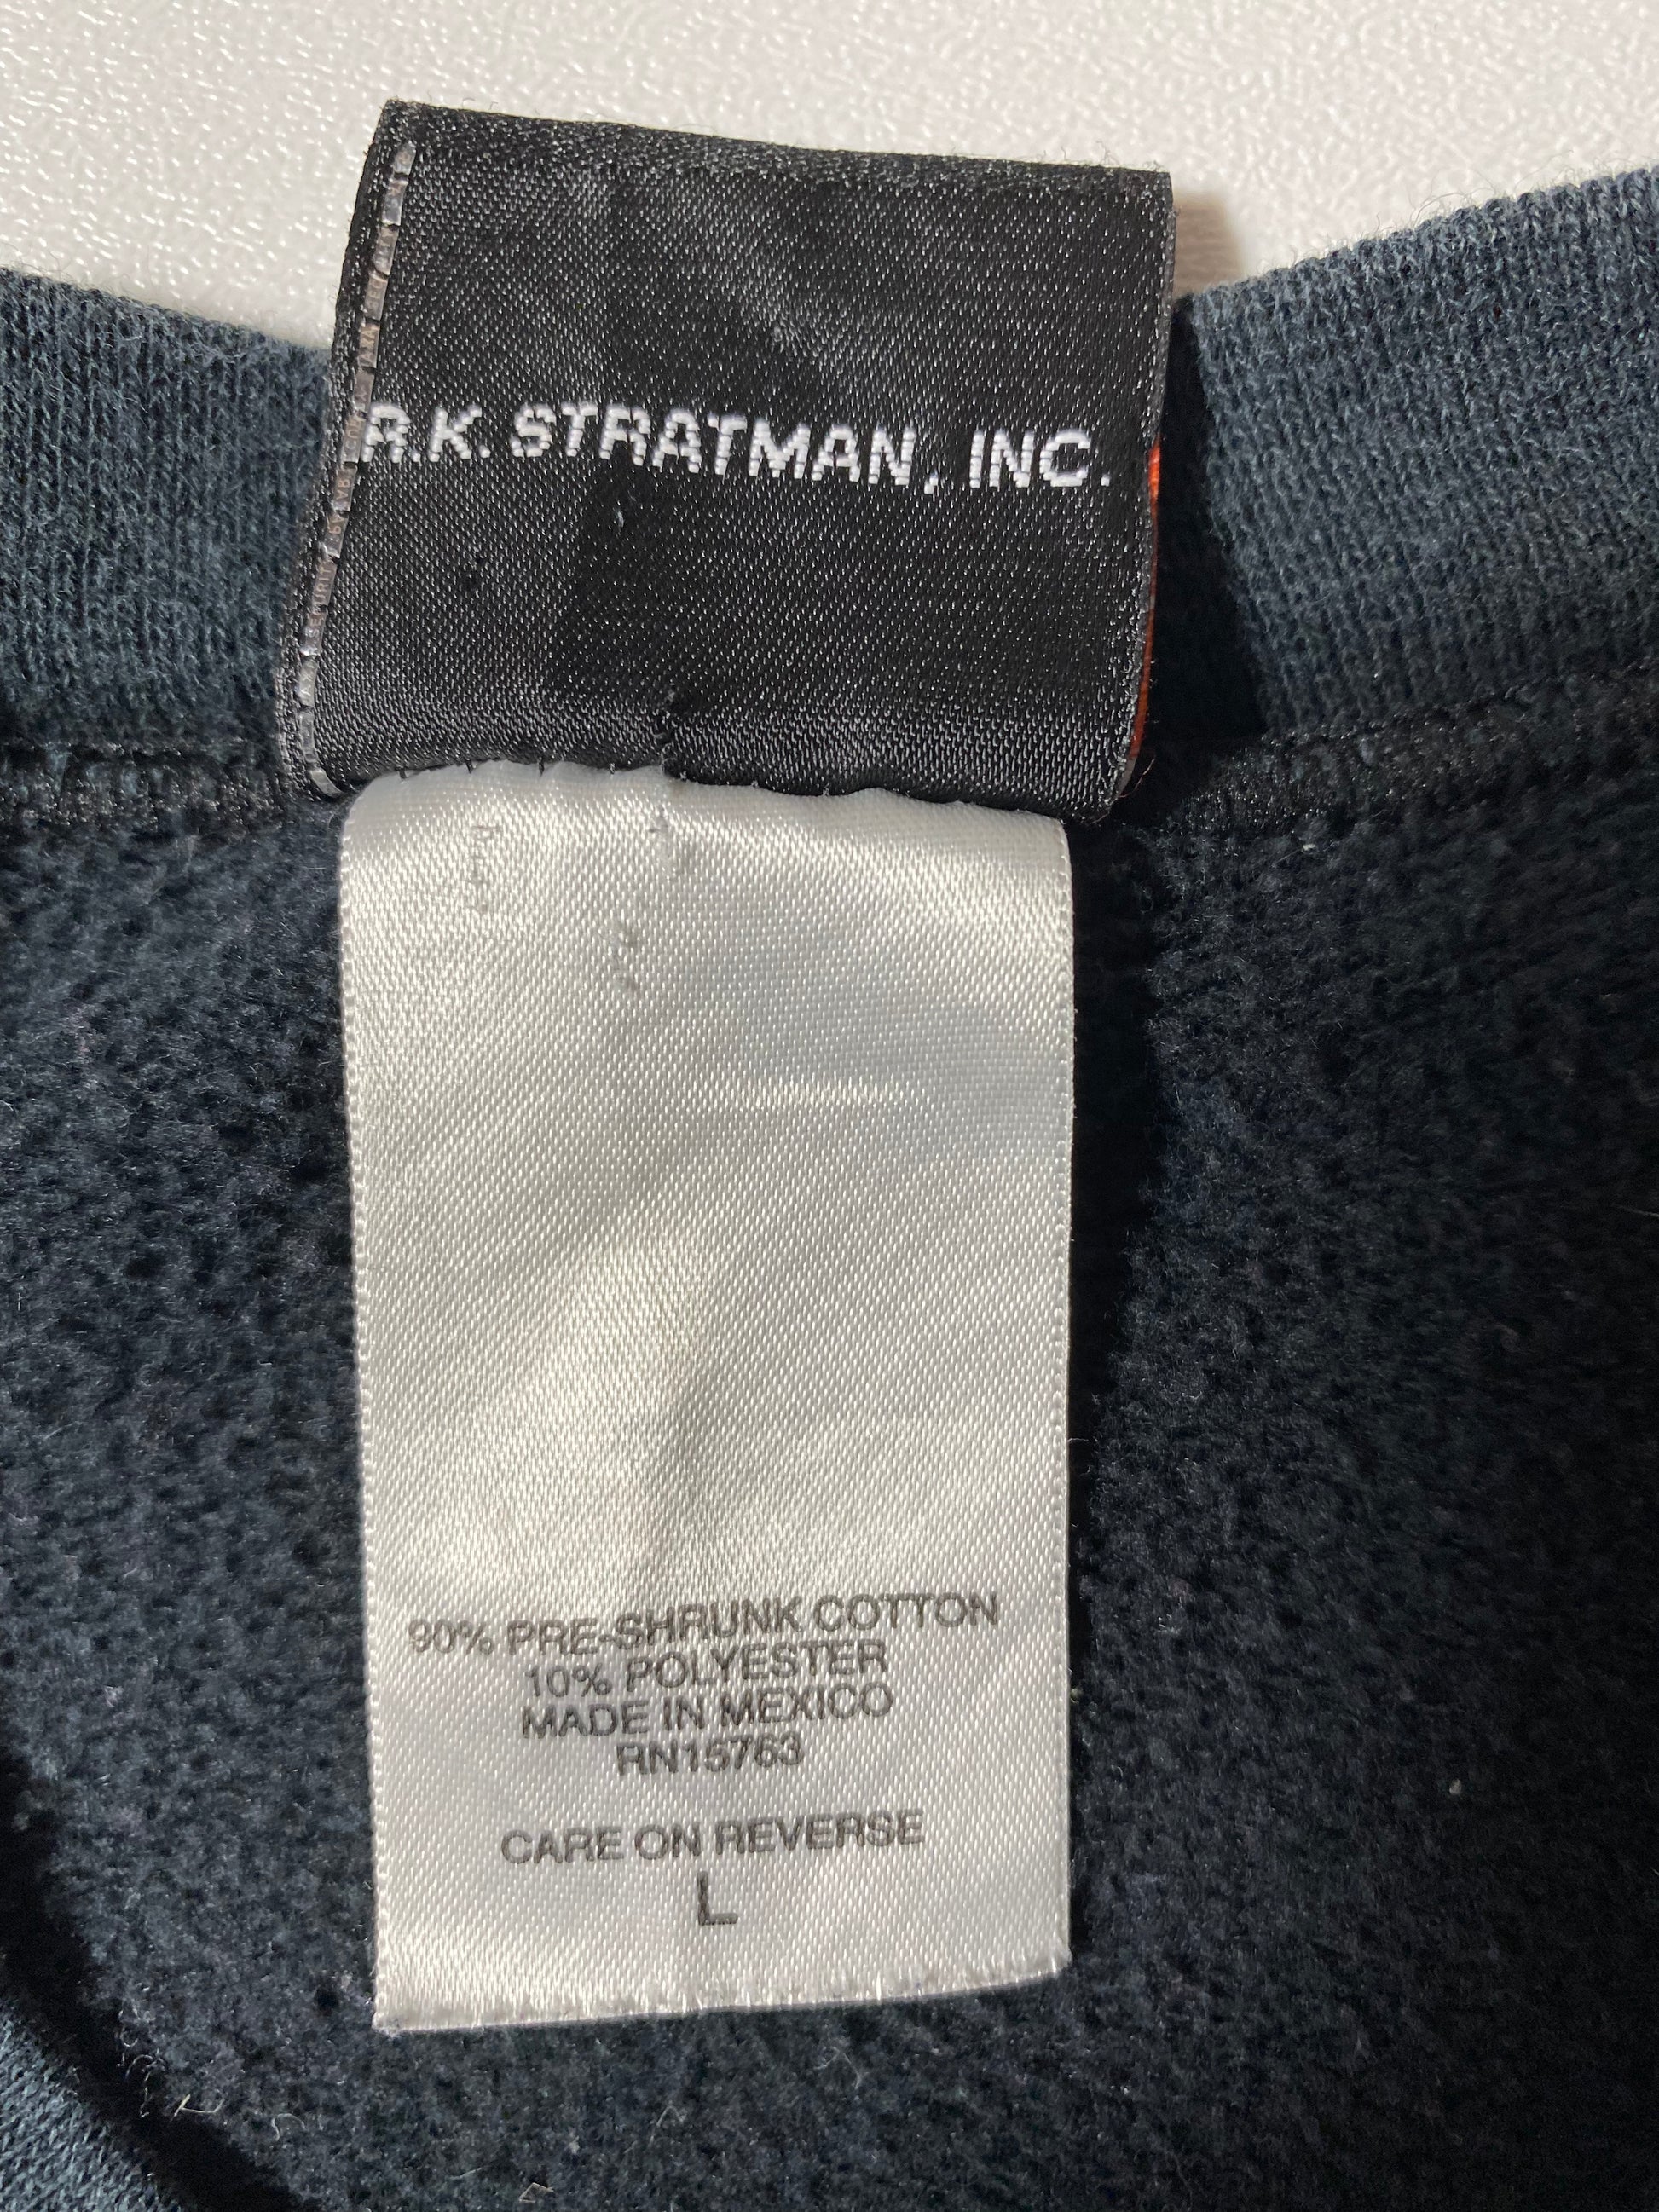 R.K. STRATMAN, INC.
90% PRE-SHRUNK COTTON
10% POLYESTER
MADE IN MEXICO
RN15763
CARE ON REVERSE
L